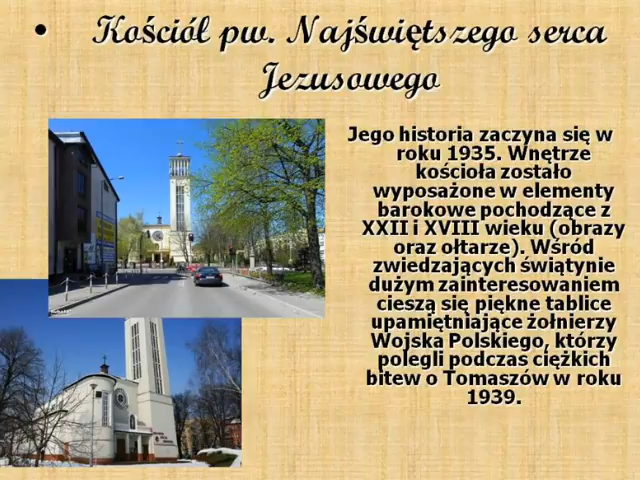 • Kościół pw. Najświętszego serca
Jezusowego
Jego historia zaczyna się w
roku 1935. Wnętrze
kościoła zostało
wyposażone w elementy
barokowe pochodzące z
XXII i XVIII wieku (obrazy
oraz ołtarze). Wśród
zwiedzających świątynie
dużym zainteresowaniem
cieszą się piękne tablice
upamiętniające żołnierzy
Wojska Polskiego, którzy
polegli podczas ciężkich
bitew o Tomaszów w roku
1939.